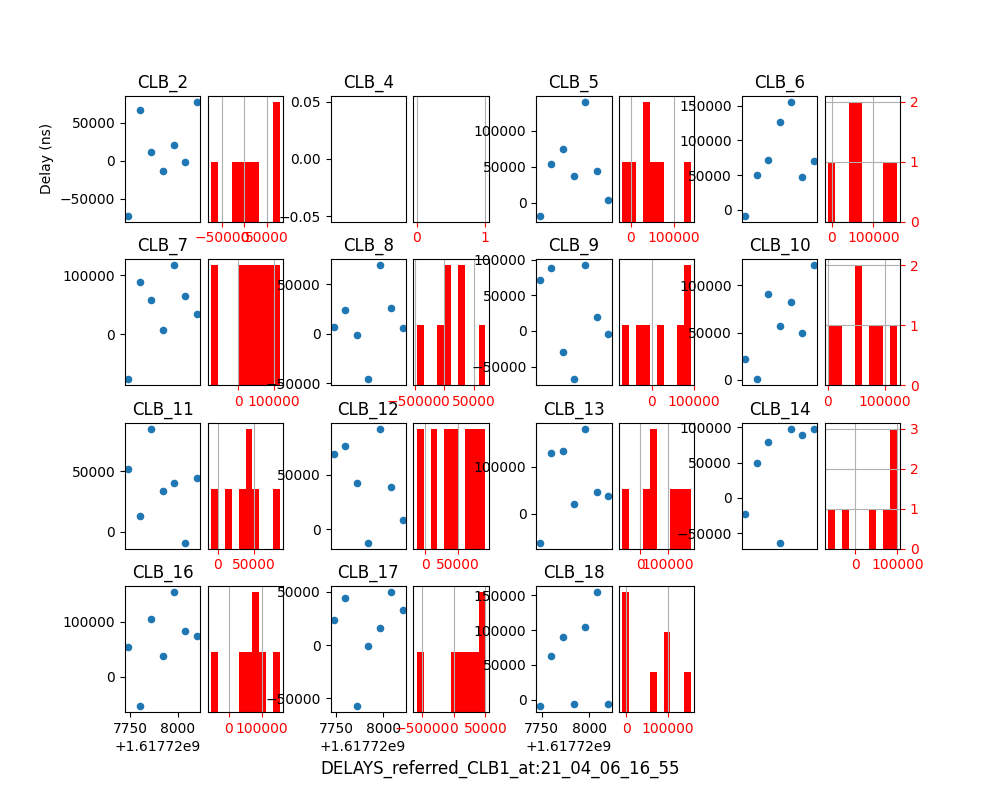 CLB_2 CLB_4 CLB_5 CLB_6
Delay (ns)
50000 0 −50000
−50000 50000
0.05 0.00 −0.05
0 1
100000 50000 0
0 100000
150000 100000 50000 0
0 100000
2 1 0
CLB_7 CLB_8 CLB_9 CLB_10
100000 0
0 100000
50000 0 −50000
−50000 0 50000
100000 50000 0 −50000
0 100000
100000 50000 0
0 100000
2 1 0
CLB_11 CLB_12 CLB_13 CLB_14
50000 0
0 50000
50000 0
0 50000
100000 0
0 100000
100000 50000 0 −50000
0 100000
3 2 1 0
CLB_16 CLB_17 CLB_18
100000 0
7750 8000
+1.61772e9
0 100000
50000 0 −50000
7750 8000
+1.61772e9
−50000 0 50000
150000 100000 50000 0
7750 8000
+1.61772e9
0 100000
DELAYS_referred_CLB1_at:21_04_06_16_55